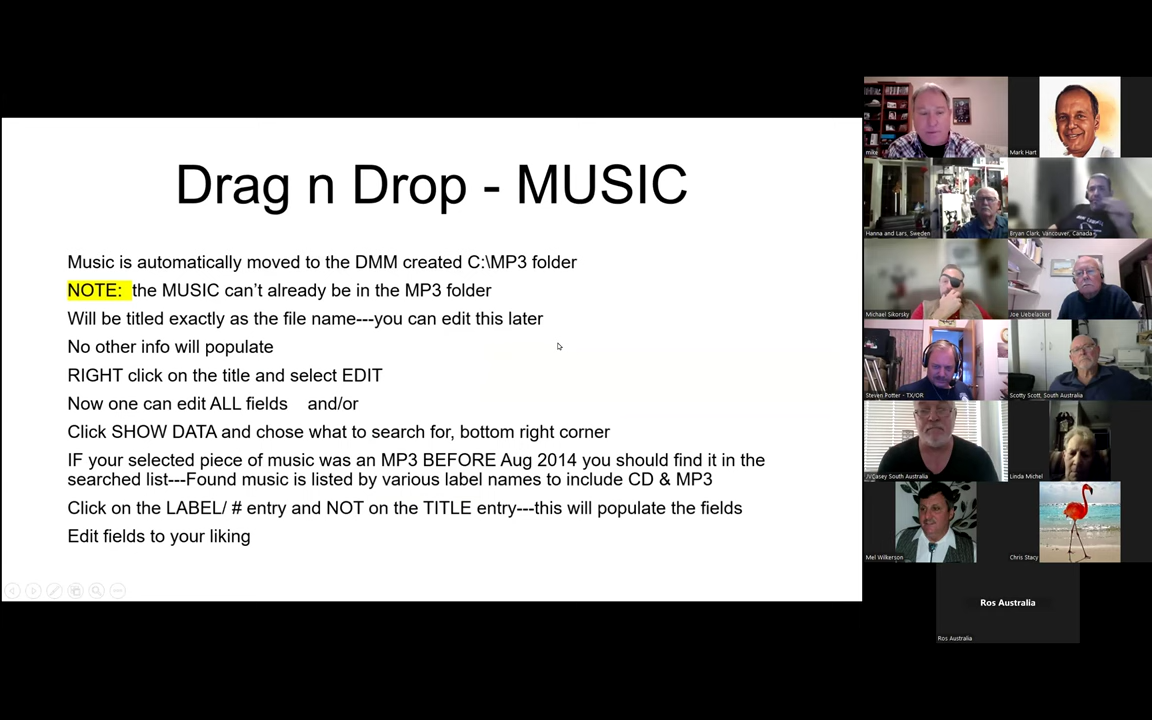 Drag n Drop - MUSIC
Music is automatically moved to the DMM created C:\MP3 folder
NOTE: the MUSIC can't already be in the MP3 folder
Will be titled exactly as the file name---you can edit this later
No other info will populate
RIGHT click on the title and select EDIT
Now one can edit ALL fields and/or
Click SHOW DATA and chose what to search for, bottom right corner
IF your selected piece of music was an MP3 BEFORE Aug 2014 you should find it in the
searched list---Found music is listed by various label names to include CD & MP3
Click on the LABEL/ # entry and NOT on the TITLE entry---this will populate the fields
Edit fields to your liking
mike
Mark Hart
Hanna and Lars, Sweden
Bryan Clark, Vancouver, Canada
Michael Sikorsky
Joe Uebelacker
Steven Potter - TX/OR
Scotty Scott, South Australia
Casey South Australia
Linda Michel
Mel Wilkerson
Chris Stacy
Ros Australia
Ros Australia